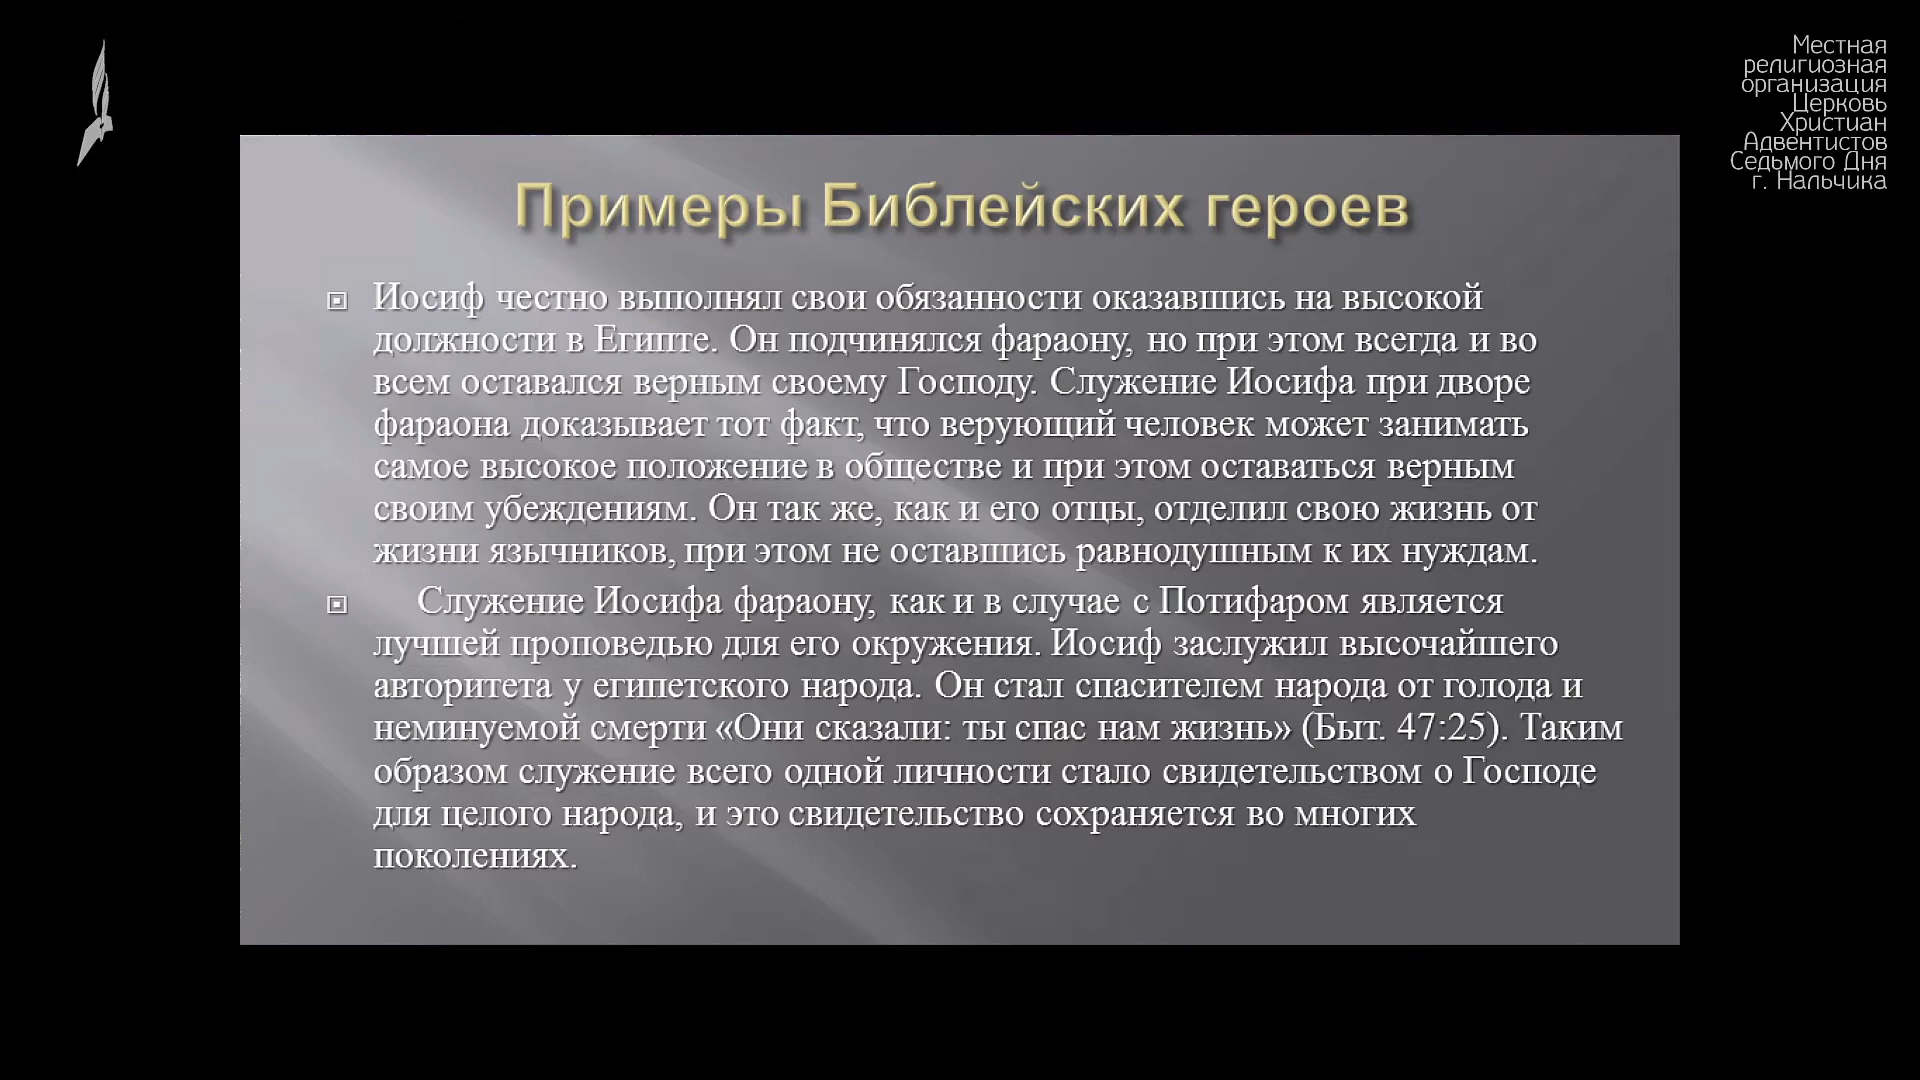 Местная
религиозная
организация
Церковь
Христиан
Адвентистов
Седьмого Дня
г. Нальчика
Примеры Библейских героев
Иосиф честно выполнял свои обязанности оказавшись на высокой
должности в Египте. Он подчинялся фараону, но при этом всегда и во
всем оставался верным своему Господу. Служение Иосифа при дворе
фараона доказывает тот факт, что верующий человек может занимать
самое высокое положение в обществе и при этом оставаться верным
своим убеждениям. Он так же, как и его отцы, отделил свою жизнь от
жизни язычников, при этом не оставшись равнодушным к их нуждам.
Служение Иосифа фараону, как и в случае с Потифаром является
лучшей проповедью для его окружения. Иосиф заслужил высочайшего
авторитета у египетского народа. Он стал спасителем народа от голода и
неминуемой смерти «Они сказали: ты спас нам жизнь» (Быт. 47:25). Таким
образом служение всего одной личности стало свидетельством о Господе
для целого народа, и это свидетельство сохраняется во многих
поколениях.